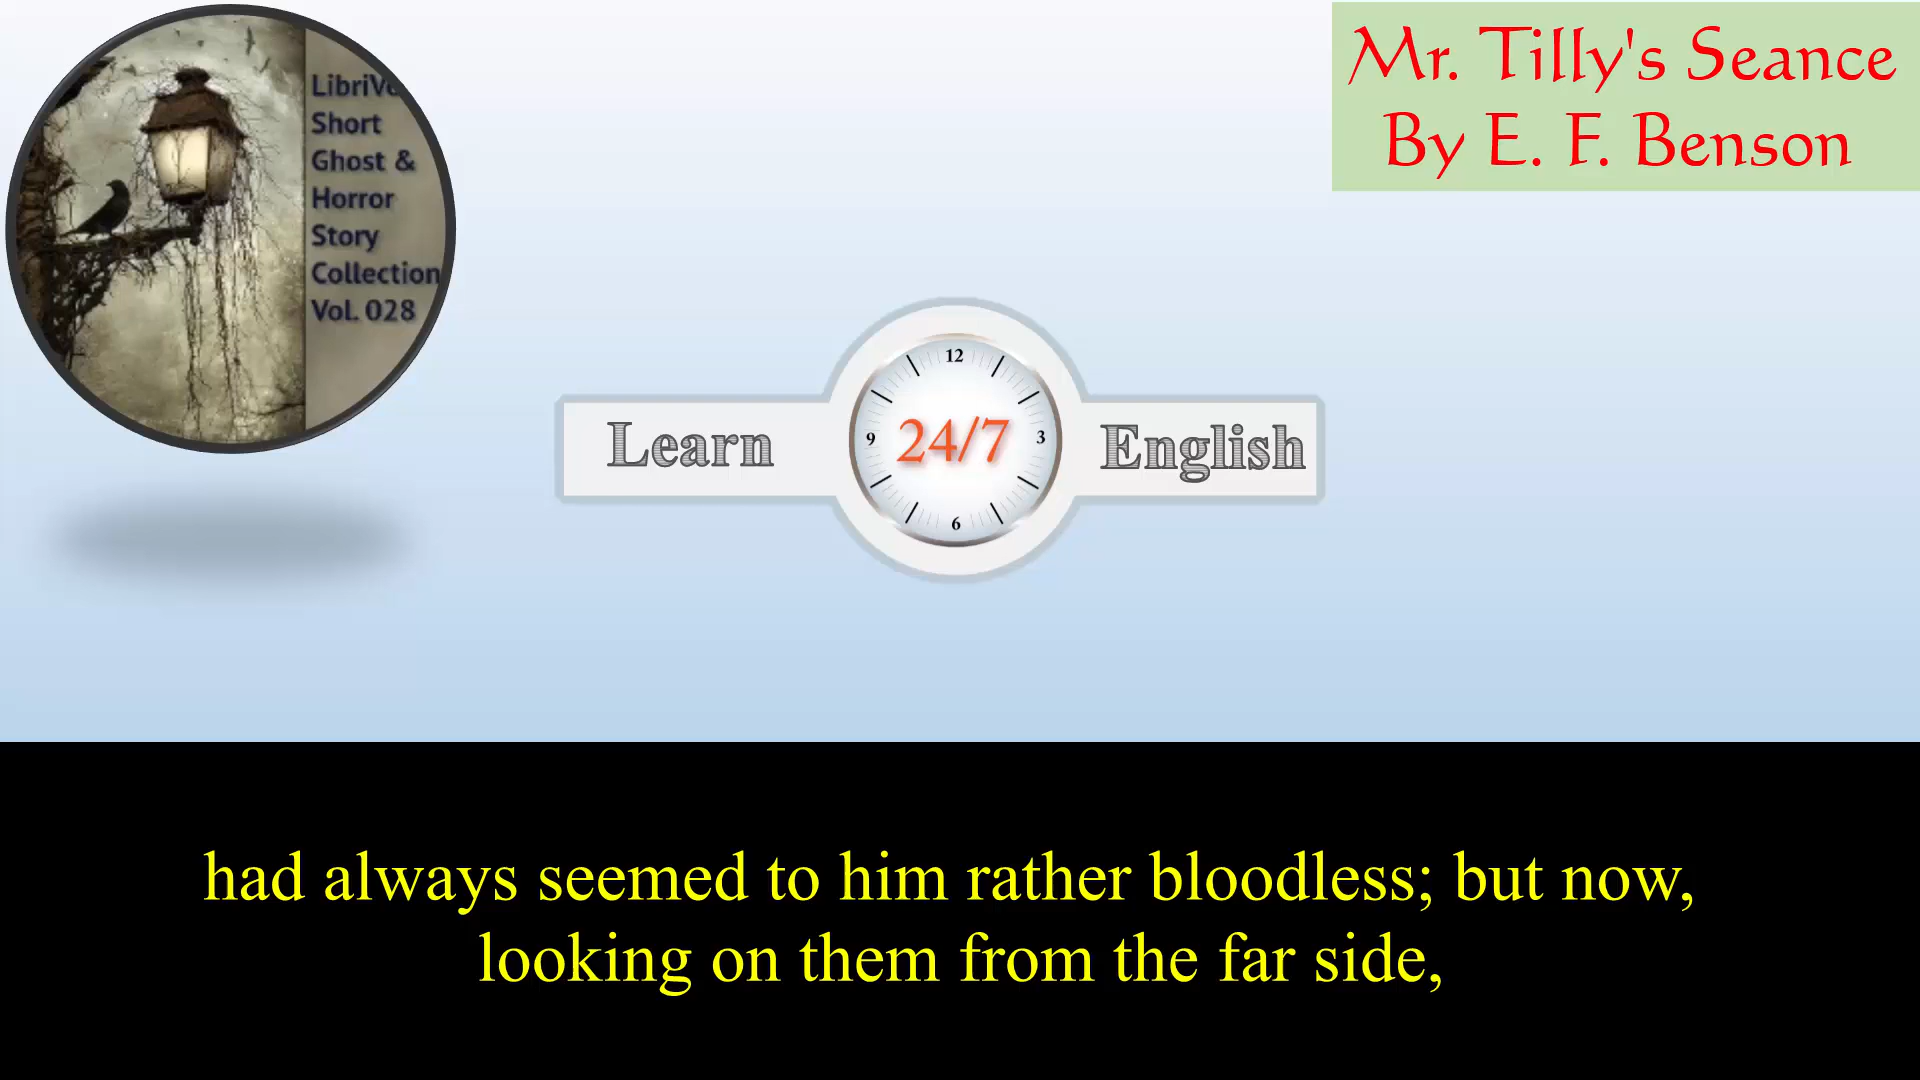 LibriVo
Short
Ghost &
Horror
Story
Collection
Vol. 028
Mr. Tilly's Seance
By E. F. Benson
12
9
3
6
24/7
Learn
English
had always seemed to him rather bloodless; but now,
looking on them from the far side,